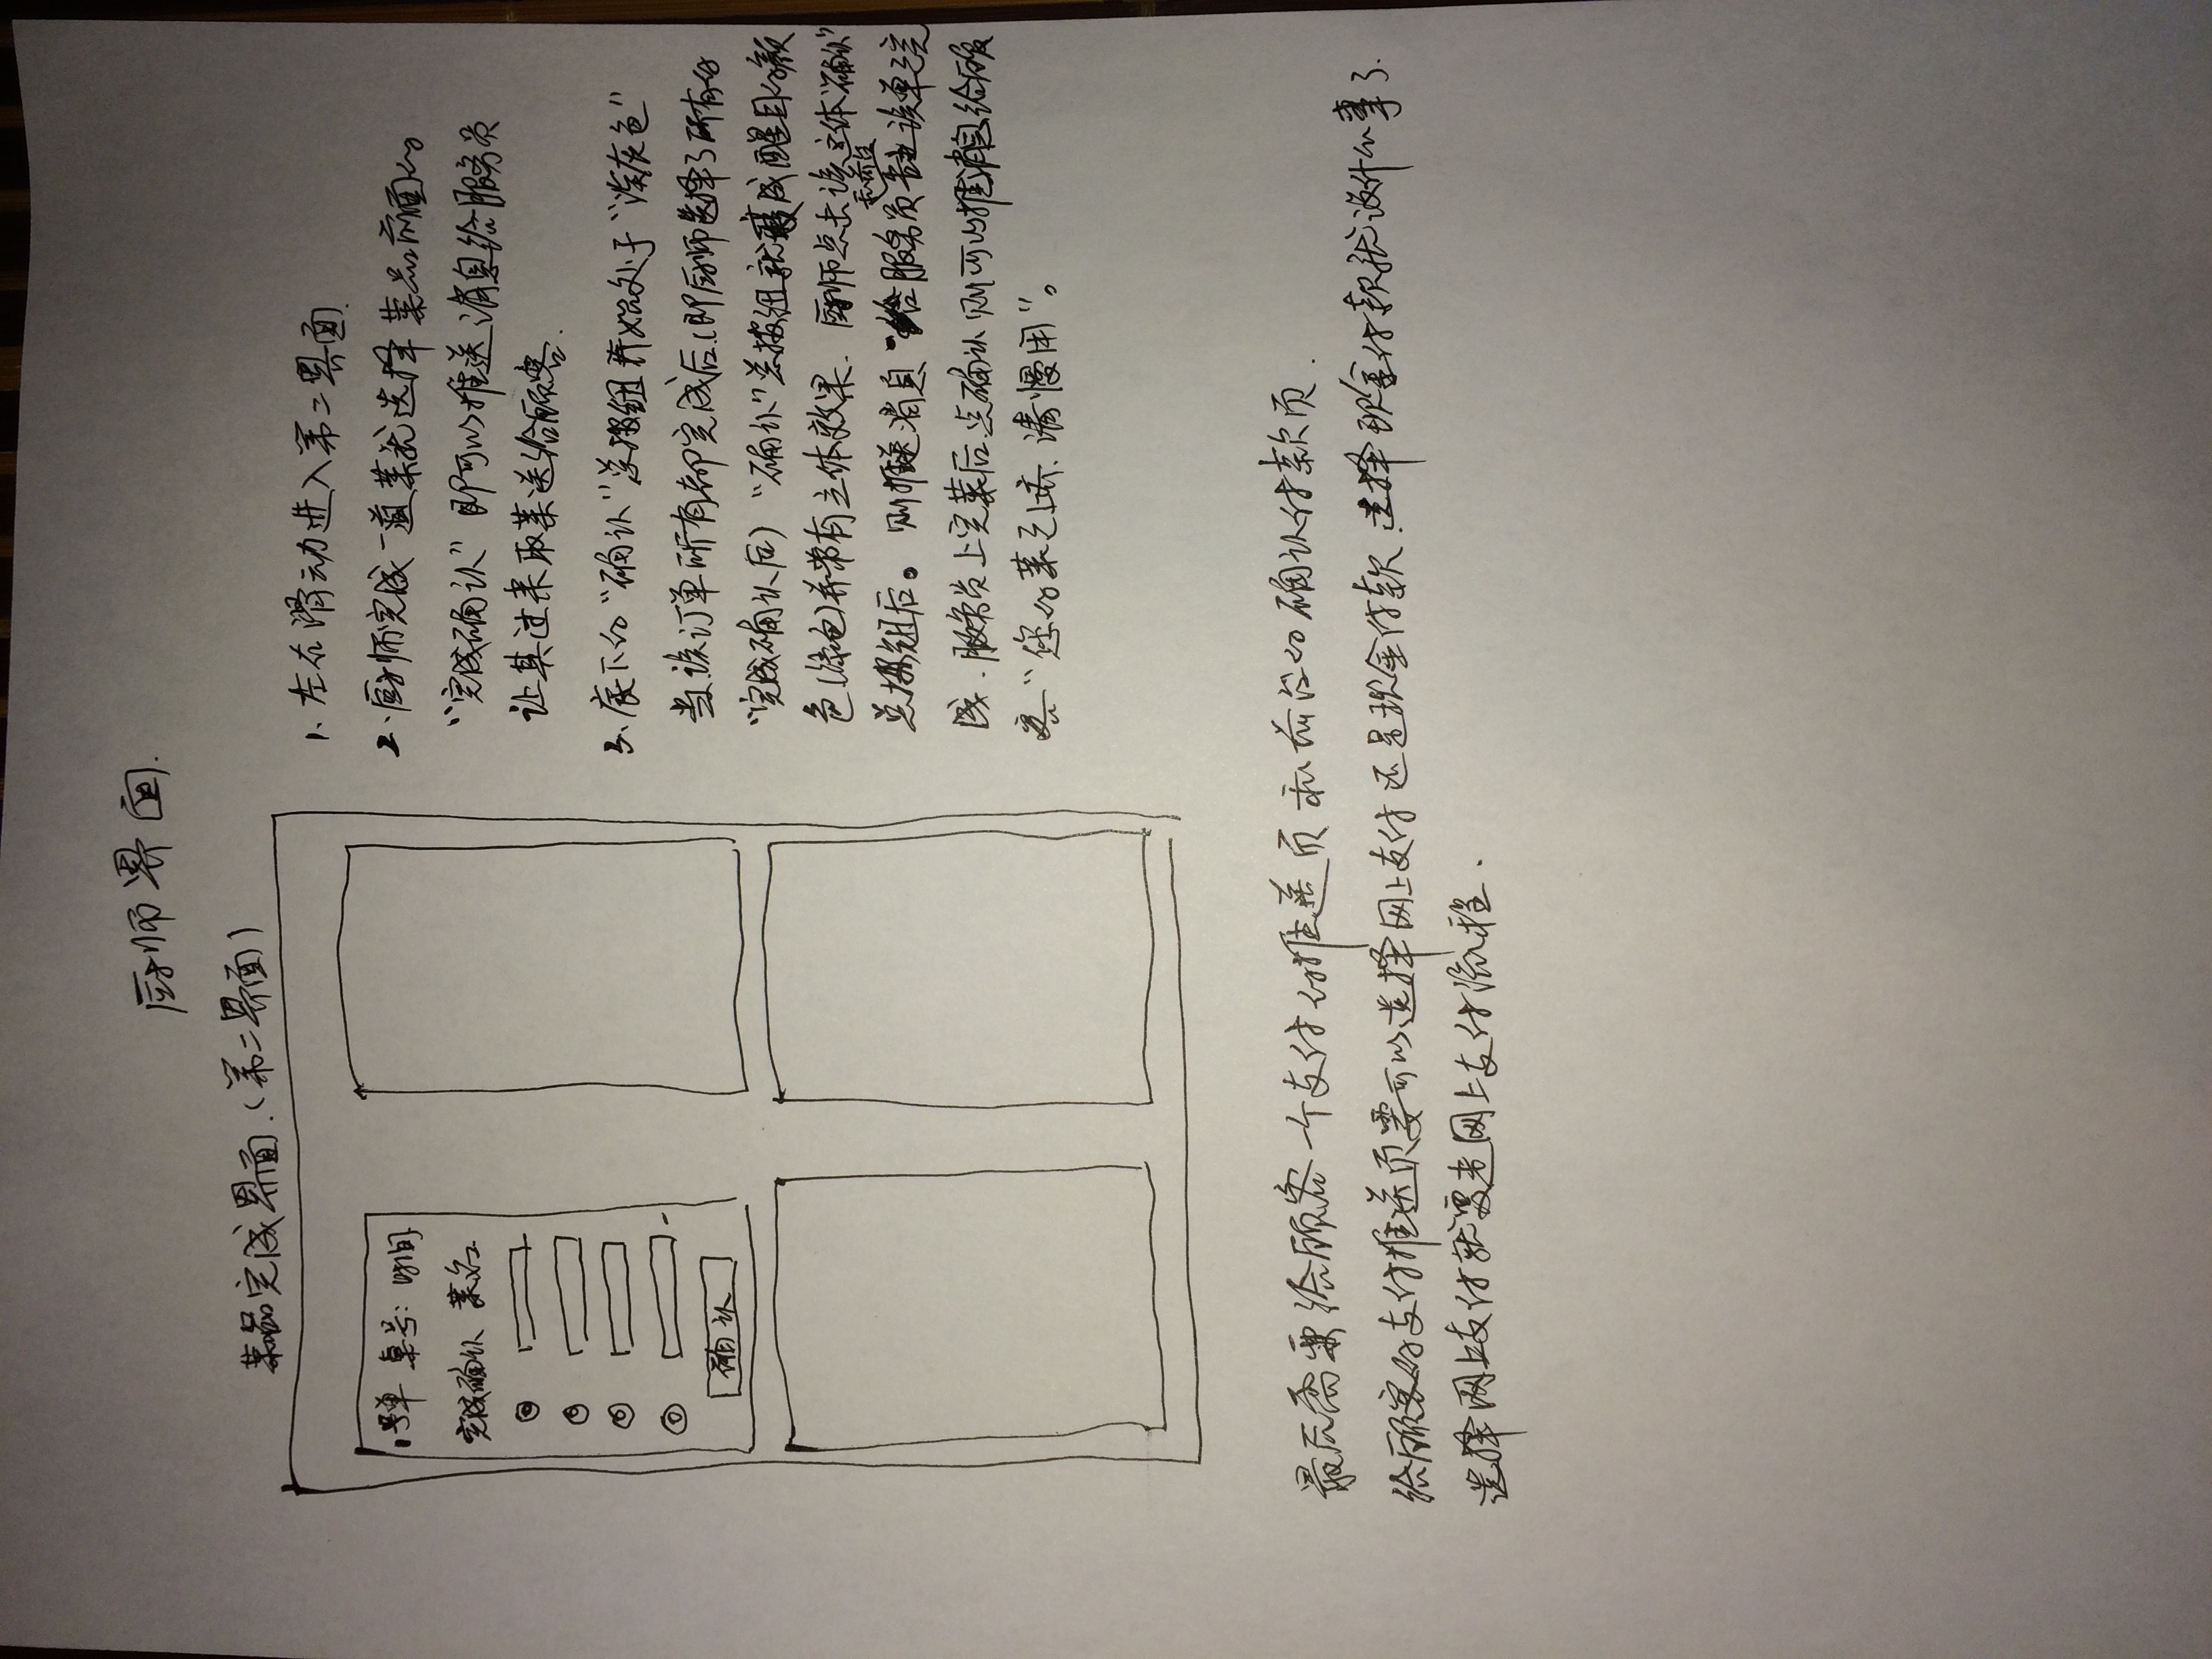 厨师界面.
菜品完成界面.(第二界面)
1号单 桌号: 时间
完成确认 菜名
确认
1、左右滑动进入第二界面.
2、厨师完成一道菜就选择菜品前面的
“完成确认” 即可以推送消息给服务员
让其过来取菜送给顾客.
3、底下的“确认”总按钮开始处于“淡灰色”
当该订单所有都完成后.(即厨师选择了所有的
“完成确认后) “确认”总按钮就变成醒目的颜
色(绿色)并带有立体效果. 厨师点击该立体“确认”
总按钮后。则推送消息给服务员和前台告知该单已完
成. 服务员上完菜后.点确认则可以推消息给顾
客“您的菜已上齐.请慢用”。
最后需要给顾客一个支付的推送页和前台的确认付款页.
给顾客的支付推送页要可以选择网上支付还是现金付款.选择现金付款就没什么事了.
选择网上支付就要走网上支付流程.